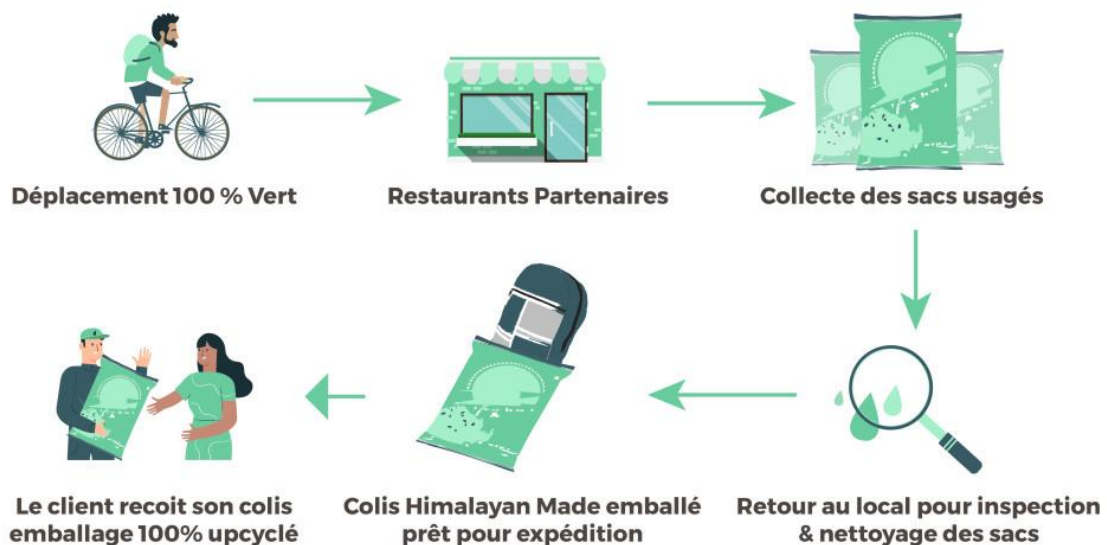 Déplacement 100 % Vert
Restaurants Partenaires
Collecte des sacs usagés
Le client recoit son colis
emballage 100% upcyclé
Colis Himalayan Made emballé
prêt pour expédition
Retour au local pour inspection
& nettoyage des sacs